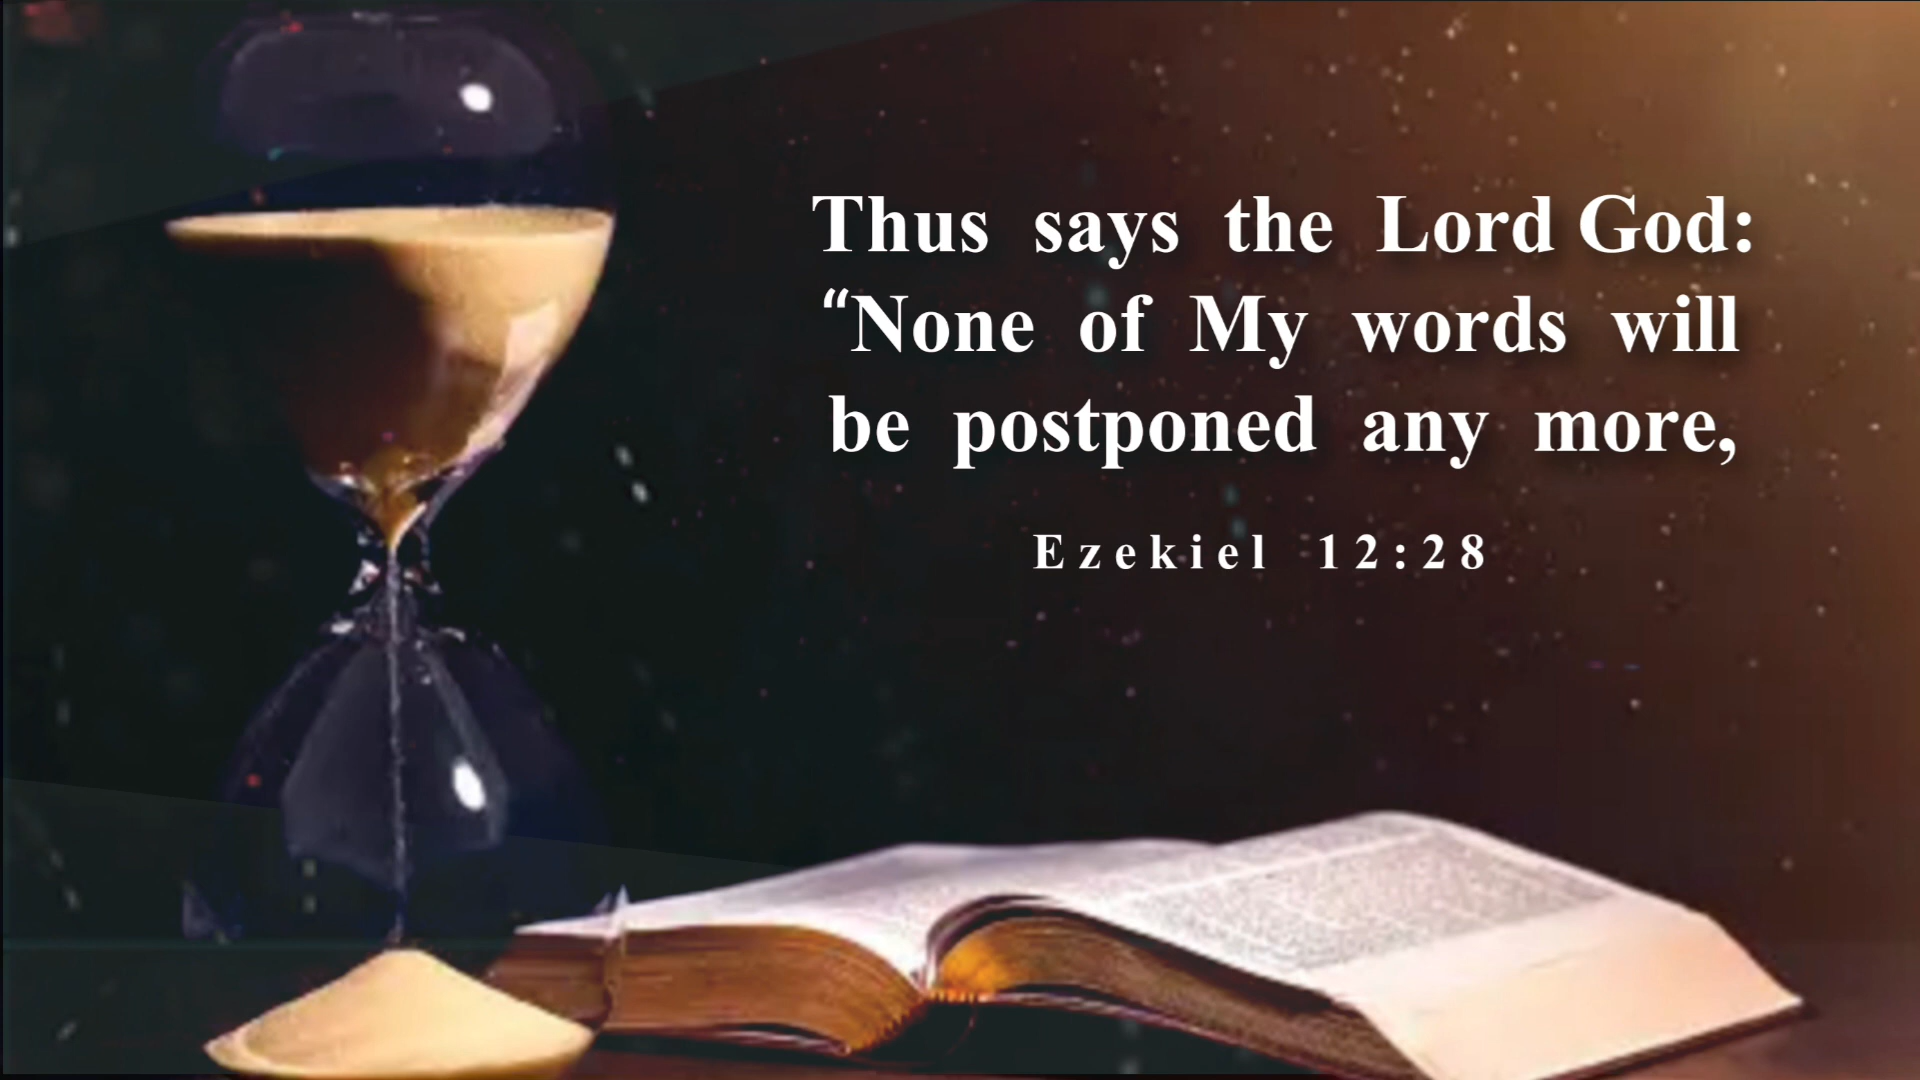 Thus says the Lord God:
“None of My words will
be postponed any more,
Ezekiel 12:28